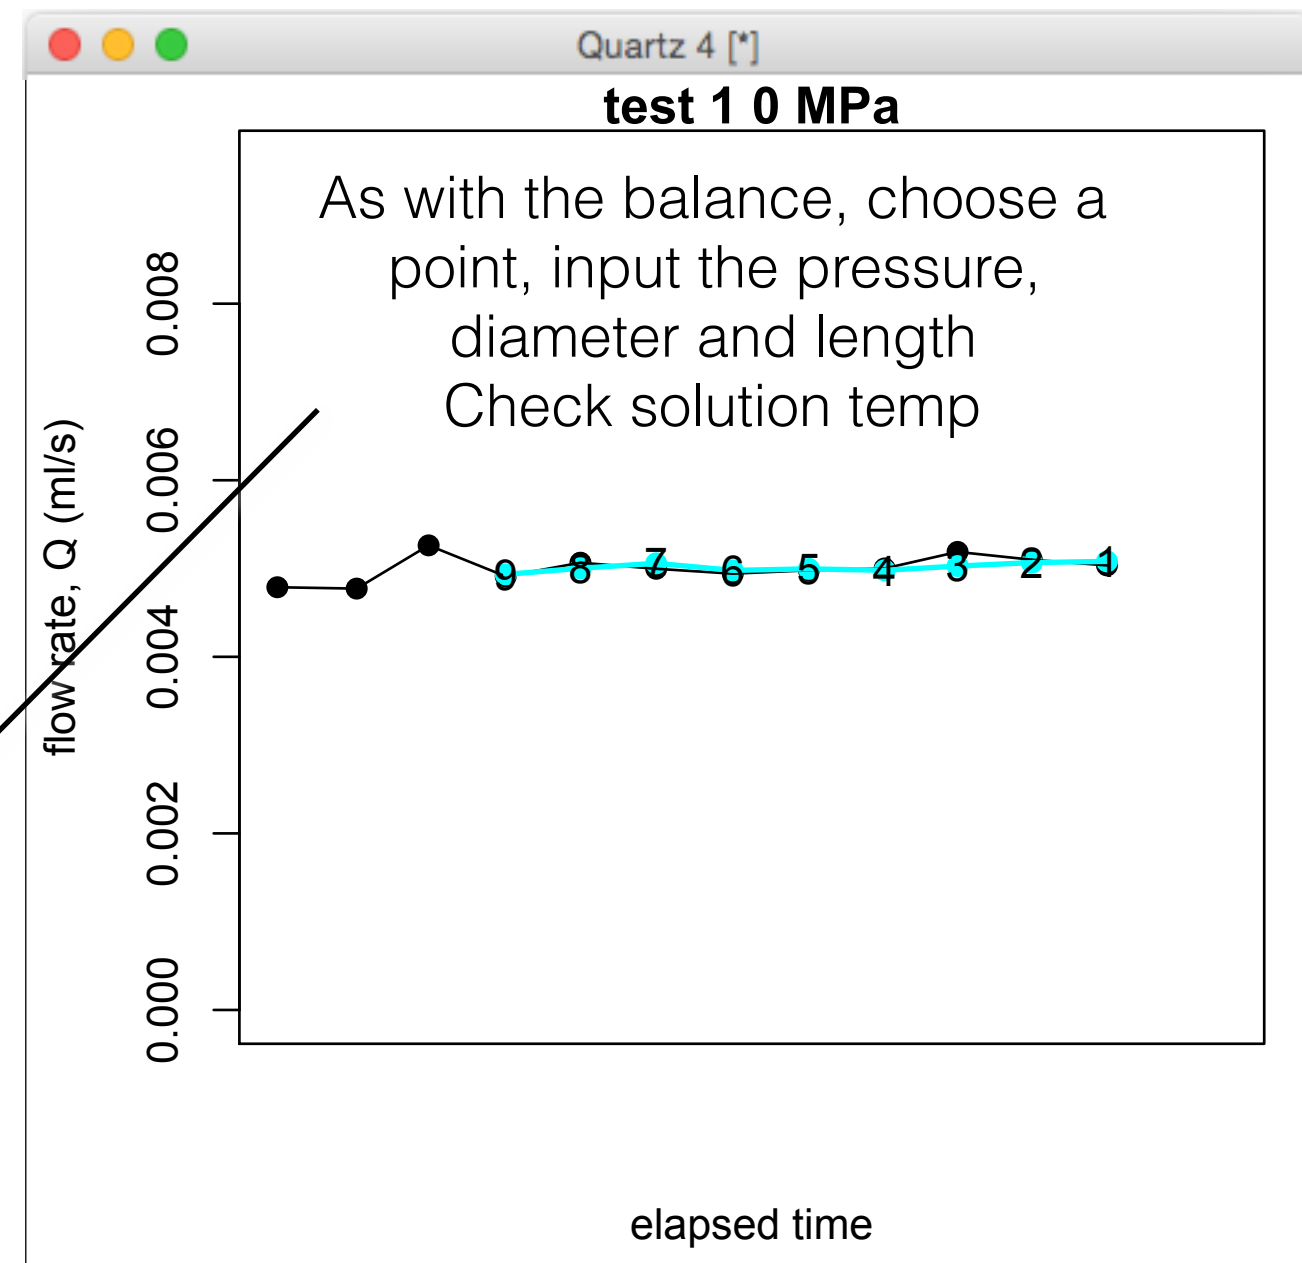 Quartz 4 [*]
test 1 0 MPa
As with the balance, choose a
point, input the pressure,
diameter and length
Check solution temp
flow rate, Q (ml/s)
0.008
0.006
0.004
0.002
0.000
9 8 7 6 5 4 3 2 1
elapsed time